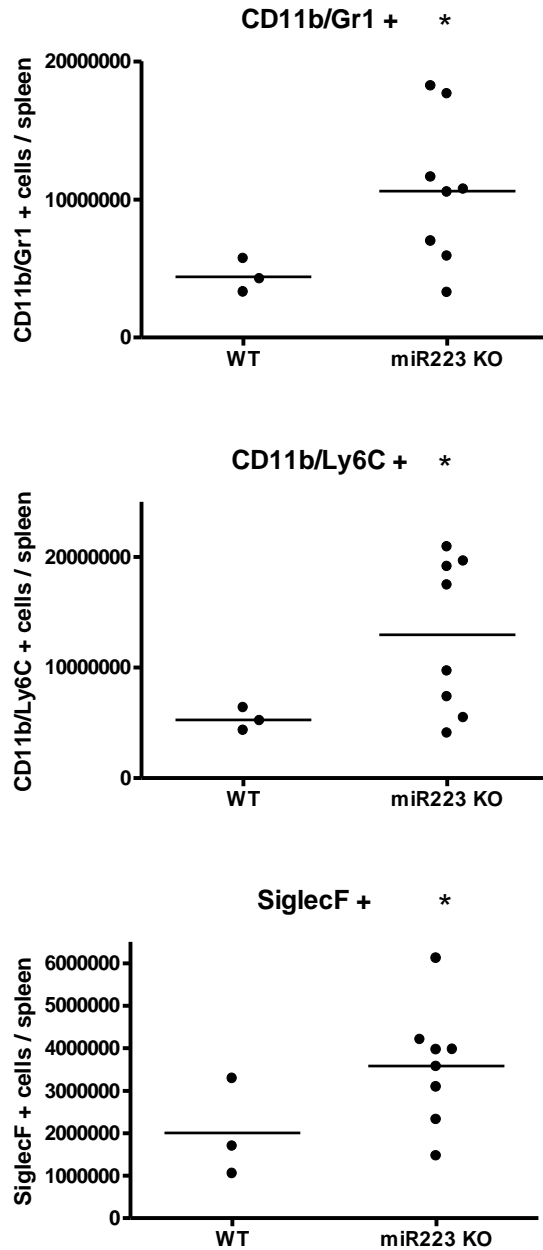 CD11b/Gr1 + *
CD11b/Gr1 + cells / spleen
20000000
10000000
0
WT miR223 KO
CD11b/Ly6C + *
CD11b/Ly6C + cells / spleen
20000000
10000000
0
WT miR223 KO
SiglecF + *
SiglecF + cells / spleen
6000000
5000000
4000000
3000000
2000000
1000000
0
WT miR223 KO